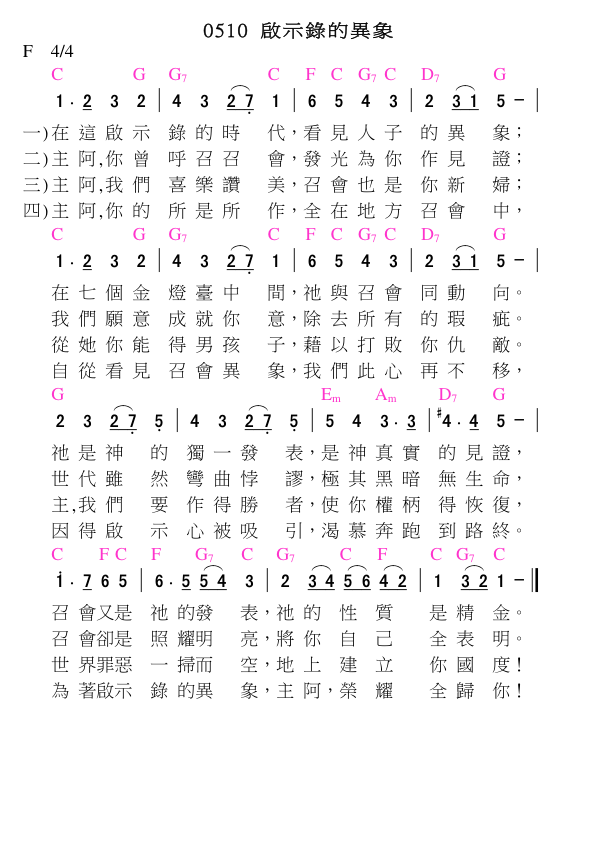 0510 啟示錄的異象
F 4/4
C G G7 C F C G7 C D7 G
1 · 2 3 2 | 4 3 2 7 1 | 6 5 4 3 | 2 3 1 5 – |
一)在這啟示錄的時代，看見人子的異象；
二)主阿,你曾呼召召會，發光為你作見證；
三)主阿,我們喜樂讚美，召會也是你新婦；
四)主阿,你的所是所作，全在地方召會中，
C G G7 C F C G7 C D7 G
1 · 2 3 2 | 4 3 2 7 1 | 6 5 4 3 | 2 3 1 5 – |
在七個金燈臺中間，祂與召會同動向。
我們願意成就你意，除去所有的瑕疵。
從她你能得男孩子，藉以打敗你仇敵。
自從看見召會異象，我們此心再不移，
G Em Am D7 G
2 3 2 7 5 | 4 3 2 7 5 | 5 4 3 · 3 | #4 · 4 5 – |
祂是神的獨一發表，是神真實的見證，
世代雖然彎曲悖謬，極其黑暗無生命，
主,我們要作得勝者，使你權柄得恢復，
因得啟示心被吸引，渴慕奔跑到路終。
C F C F G7 C G7 C F C G7 C
1 · 7 6 5 | 6 · 5 5 4 3 | 2 3 4 5 6 4 2 | 1 3 2 1 – ||
召會又是祂的發表，祂的性質是精金。
召會卻是照耀明亮，將你自己全表明。
世界罪惡一掃而空，地上建立你國度！
為著啟示錄的異象，主阿，榮耀全歸你！